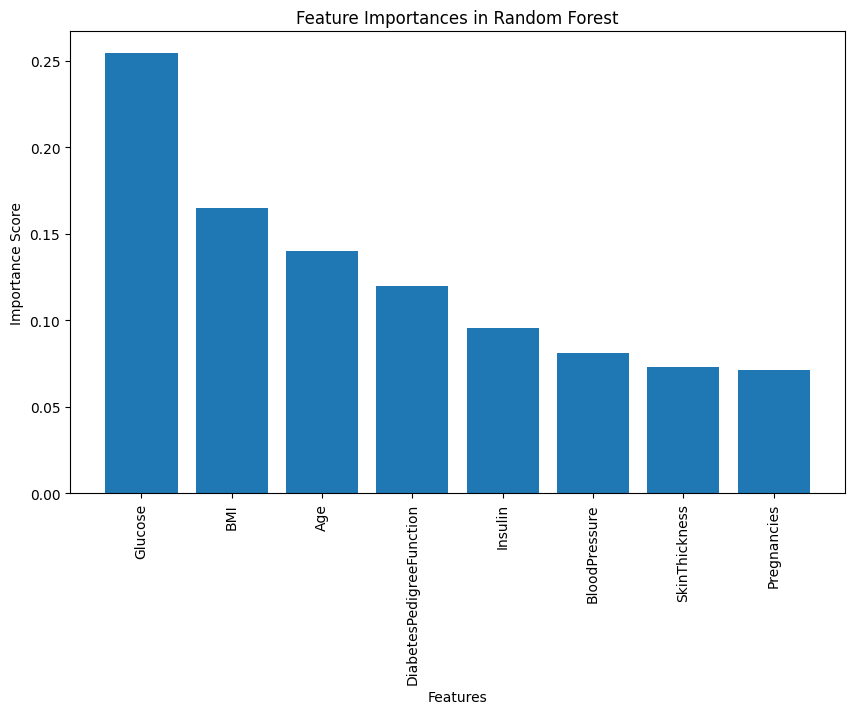 Feature Importances in Random Forest
Importance Score
0.25
0.20
0.15
0.10
0.05
0.00
Glucose
BMI
Age
DiabetesPedigreeFunction
Insulin
BloodPressure
SkinThickness
Pregnancies
Features